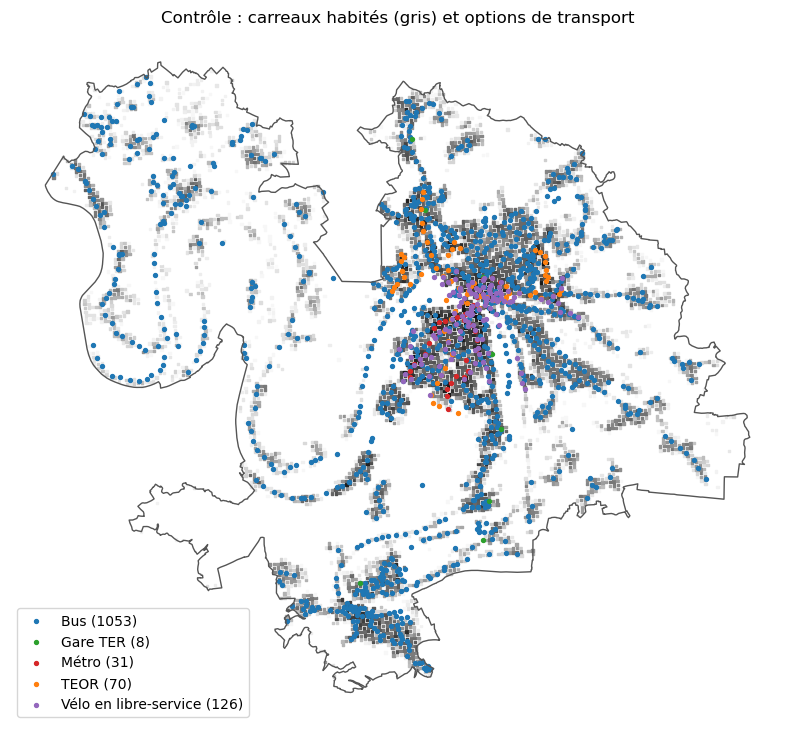 Contrôle : carreaux habités (gris) et options de transport
Bus (1053)
Gare TER (8)
Métro (31)
TEOR (70)
Vélo en libre-service (126)